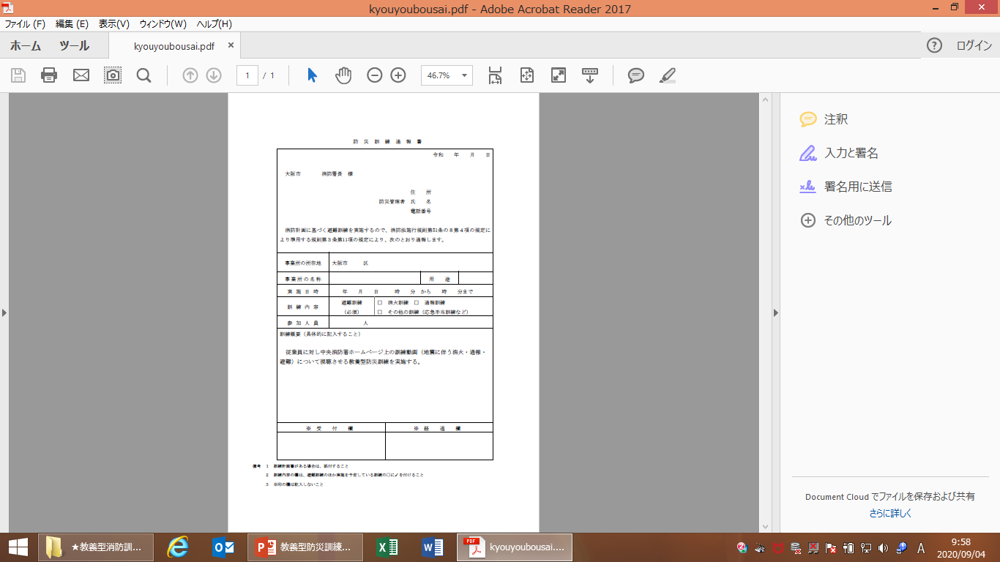 kyouyoubousai.pdf - Adobe Acrobat Reader 2017
ファイル (F) 編集 (E) 表示(V) ウィンドウ(W) ヘルプ(H)
ホーム ツール kyouyoubousai.pdf × ログイン
1 / 1 46.7%
防 災 訓 練 通 報 書
令和 年 月 日
大阪市 消防署長 様
住 所
防災管理者 氏 名
電話番号
消防計画に基づく避難訓練を実施するので、消防法施行規則第51条の8第4項の規定に
より準用する規則第3条第11項の規定により、次のとおり通報します。
事業所の所在地 大阪市 区
事業所の名称 用 途
実 施 日 時 年 月 日 時 分 から 時 分まで
訓 練 内 容 避難訓練 □ 消火訓練 □ 通報訓練
（必須） □ その他の訓練（応急手当訓練など）
参 加 人 員 人
訓練概要（具体的に記入すること）
従業員に対し中央消防署ホームページ上の訓練動画（地震に伴う消火・通報・
避難）について視聴させる教養型防災訓練を実施する。
※ 受 付 欄 ※ 経 過 欄
備考 1 訓練計画書がある場合は、添付すること
2 訓練内容の欄は、避難訓練のほか実施を予定している訓練の□に✓を付けること
3 ※印の欄は記入しないこと
注釈
入力と署名
署名用に送信
その他のツール
Document Cloud でファイルを保存および共有
さらに詳しく
★教養型消防訓... 教養型防災訓練... kyouyoubousai.... A 9:58
2020/09/04